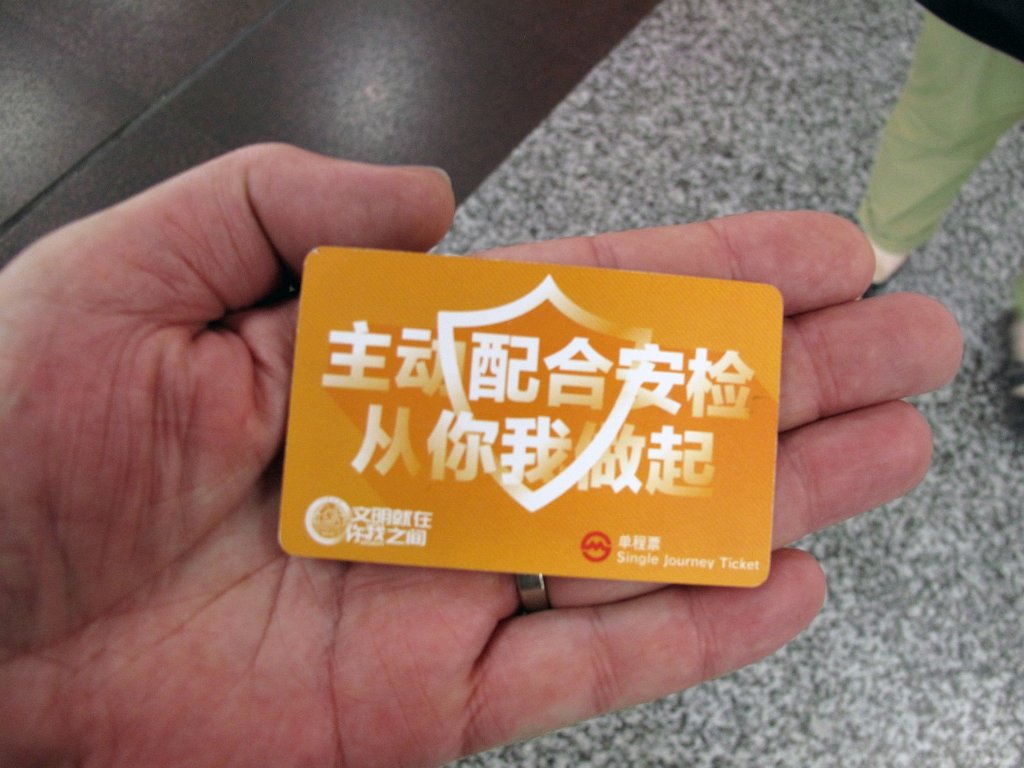 主动配合安检
从你我做起
文明就在
你我之间
单程票
Single Journey Ticket